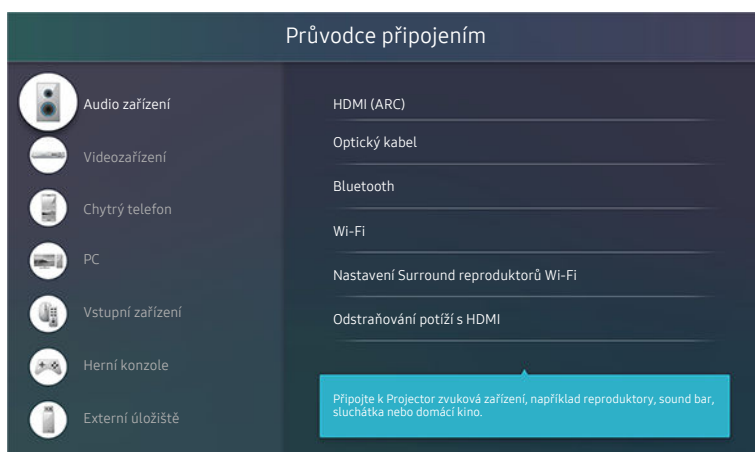 Průvodce připojením
Audio zařízení
Videozařízení
Chytrý telefon
PC
Vstupní zařízení
Herní konzole
Externí úložiště
HDMI (ARC)
Optický kabel
Bluetooth
Wi-Fi
Nastavení Surround reproduktorů Wi-Fi
Odstraňování potíží s HDMI
Připojte k Projector zvuková zařízení, například reproduktory, sound bar,
sluchátka nebo domácí kino.